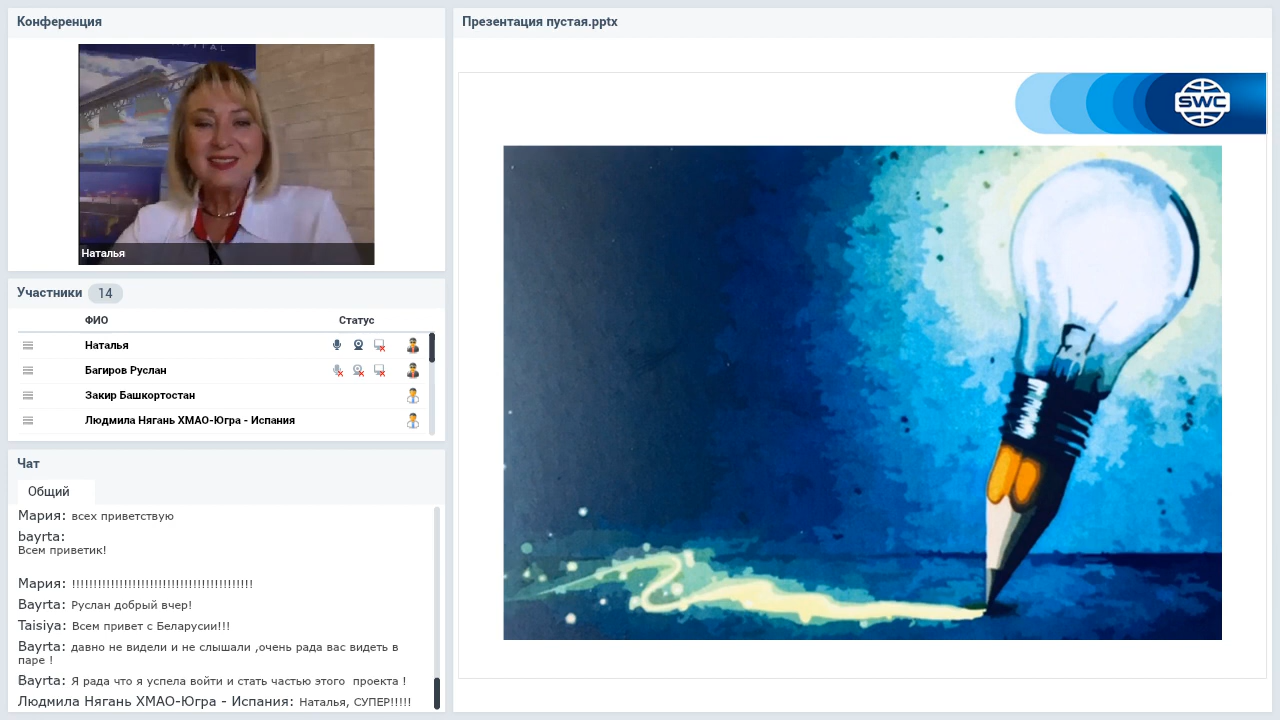 Конференция
Наталья
Участники 14
ФИО Статус
Наталья
Багиров Руслан
Закир Башкортостан
Людмила Нягань ХМАО-Югра - Испания
Чат
Общий
Мария: всех приветствую
bayrta:
Всем приветик!
Мария: !!!!!!!!!!!!!!!!!!!!!!!!!!!!!!!!!!!!!!!!!!
Bayrta: Руслан добрый вчер!
Taisiya: Всем привет с Беларусии!!!
Bayrta: давно не видели и не слышали ,очень рада вас видеть в
паре !
Bayrta: Я рада что я успела войти и стать частью этого  проекта !
Людмила Нягань ХМАО-Югра - Испания: Наталья, СУПЕР!!!!!
Презентация пустая.pptx
SWC